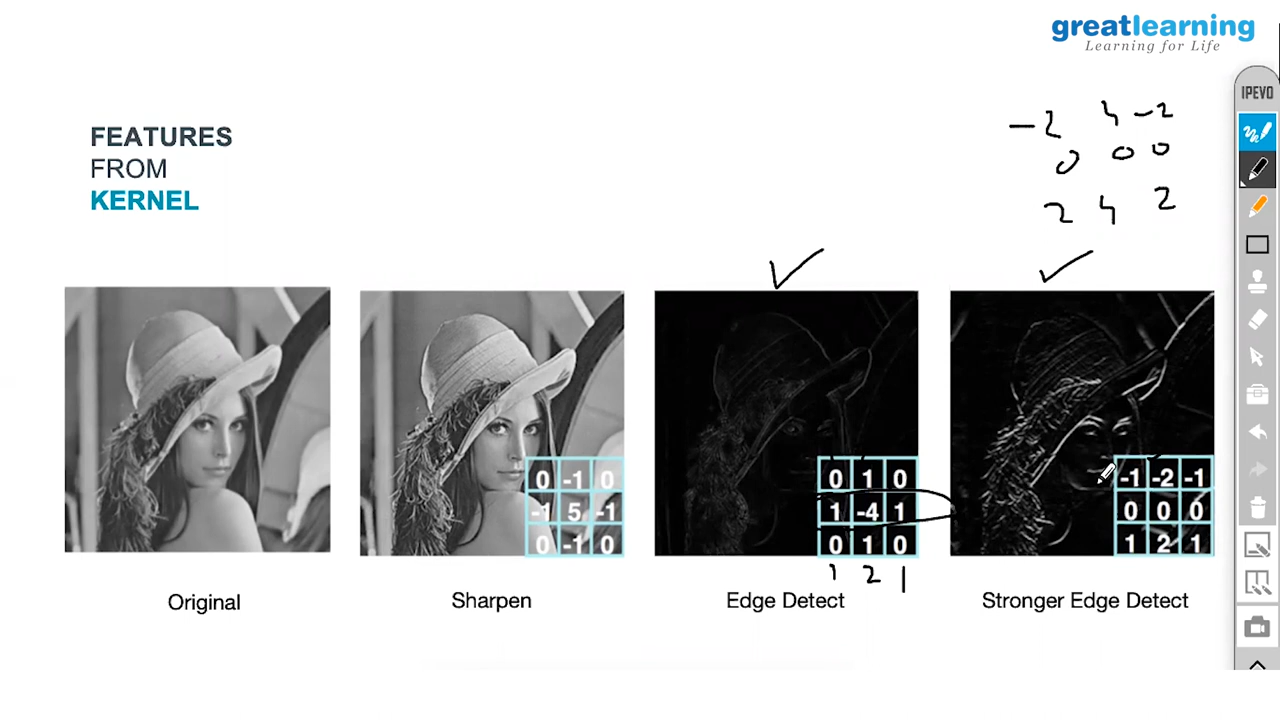 greatlearning
Learning for Life
IPEVO
FEATURES
FROM
KERNEL
-2 4 -2
0 0 0
2 4 2
0 -1 0
-1 5 -1
0 -1 0
0 1 0
1 -4 1
0 1 0
1 2 1
-1 -2 -1
0 0 0
1 2 1
Original
Sharpen
Edge Detect
Stronger Edge Detect